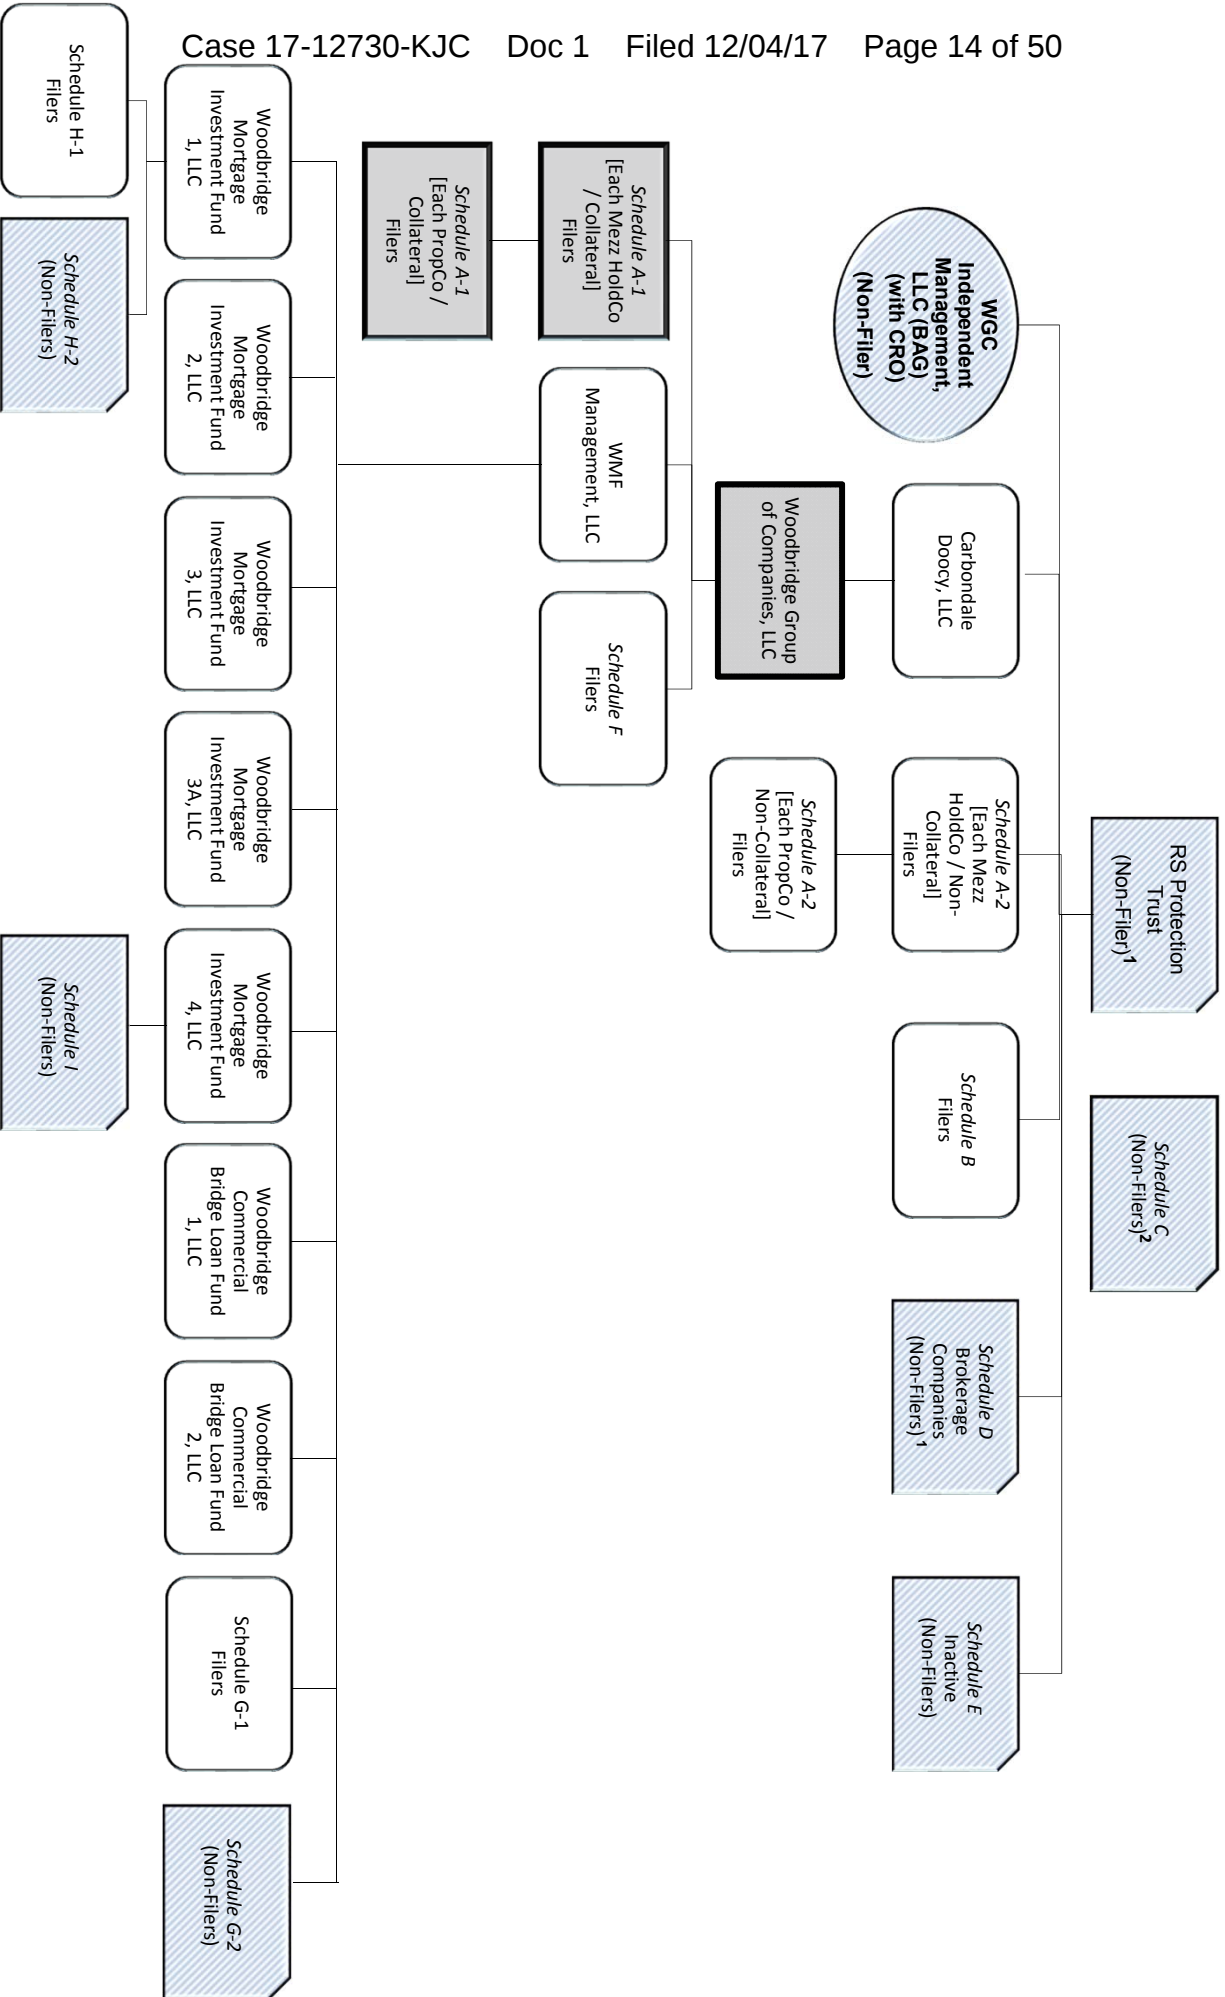 Case 17-12730-KJC Doc 1 Filed 12/04/17 Page 14 of 50
RS Protection
Trust
(Non-Filer)1
Schedule C
(Non-Filers)2
WGC
Independent
Management,
LLC (BAG)
(with CRO)
(Non-Filer)
Carbondale
Doocy, LLC
Schedule A-2
[Each Mezz
HoldCo / Non-
Collateral]
Filers
Schedule B
Filers
Schedule D
Brokerage
Companies
(Non-Filers) 1
Schedule E
Inactive
(Non-Filers)
Woodbridge Group
of Companies, LLC
Schedule A-2
[Each PropCo /
Non-Collateral]
Filers
Schedule A-1
[Each Mezz HoldCo
/ Collateral]
Filers
WMF
Management, LLC
Schedule F
Filers
Schedule A-1
[Each PropCo /
Collateral]
Filers
Woodbridge
Mortgage
Investment Fund
1, LLC
Woodbridge
Mortgage
Investment Fund
2, LLC
Woodbridge
Mortgage
Investment Fund
3, LLC
Woodbridge
Mortgage
Investment Fund
3A, LLC
Woodbridge
Mortgage
Investment Fund
4, LLC
Woodbridge
Commercial
Bridge Loan Fund
1, LLC
Woodbridge
Commercial
Bridge Loan Fund
2, LLC
Schedule G-1
Filers
Schedule G-2
(Non-Filers)
Schedule H-1
Filers
Schedule H-2
(Non-Filers)
Schedule I
(Non-Filers)